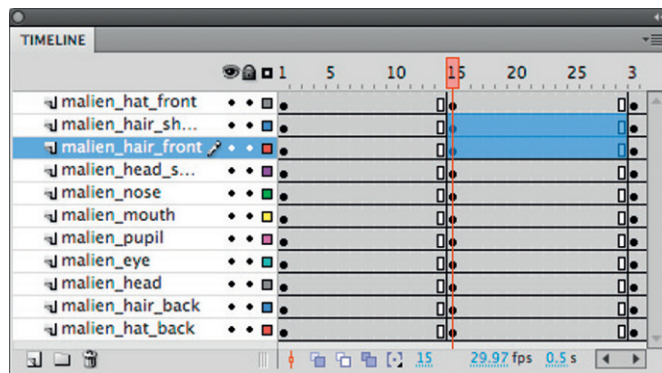 TIMELINE
1 5 10 15 20 25 3
malien_hat_front
malien_hair_sh...
malien_hair_front
malien_head_s...
malien_nose
malien_mouth
malien_pupil
malien_eye
malien_head
malien_hair_back
malien_hat_back
15 29.97 fps 0.5 s